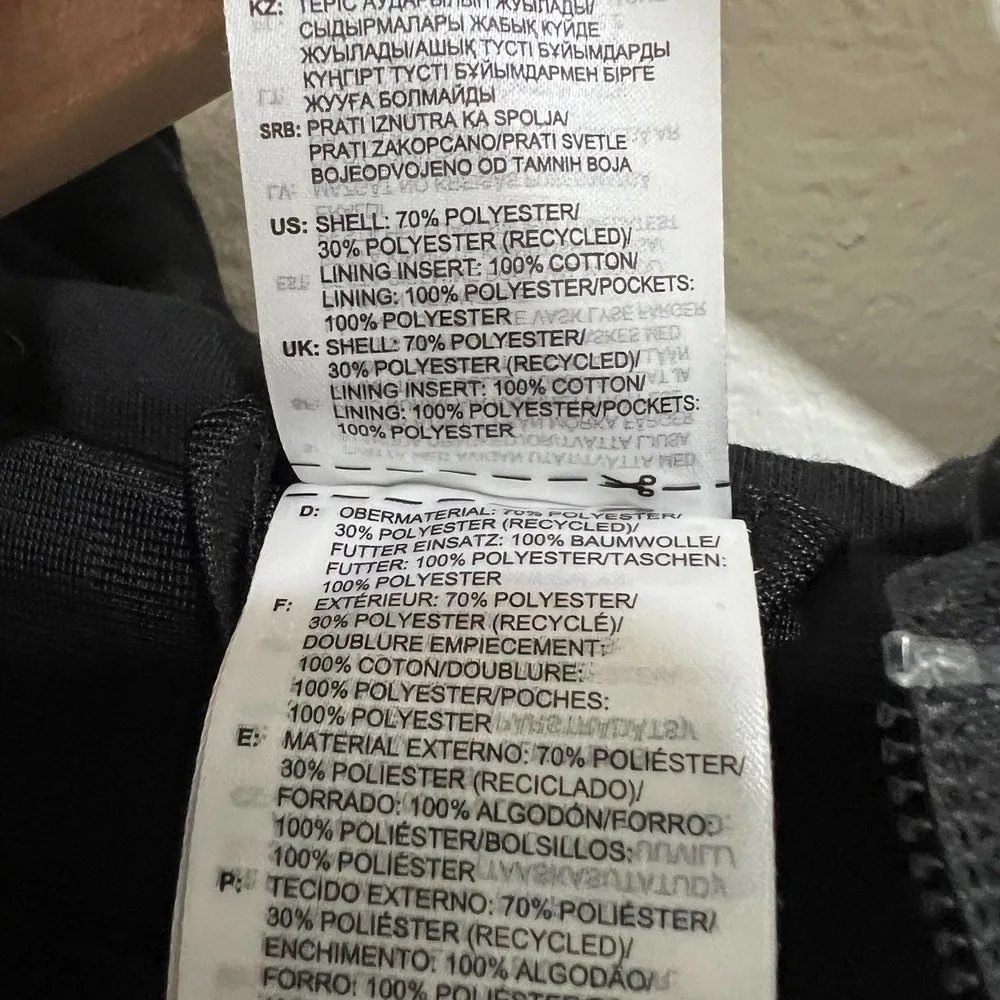 KZ: ТЕРІС АУДАРЫЛЫП ЖУЫЛАДЫ/
СЫДЫРМАЛАРЫ ЖАБЫҚ КҮЙДЕ
ЖУЫЛАДЫ/АШЫҚ ТҮСТІ БҰЙЫМДАРДЫ
КҮҢГІРТ ТҮСТІ БҰЙЫМДАРМЕН БІРГЕ
ЖУУҒА БОЛМАЙДЫ
SRB: PRATI IZNUTRA KA SPOLJA/
PRATI ZAKOPCANO/PRATI SVETLE
BOJEODVOJENO OD TAMNIH BOJA
US: SHELL: 70% POLYESTER/
30% POLYESTER (RECYCLED)/
LINING INSERT: 100% COTTON/
LINING: 100% POLYESTER/POCKETS:
100% POLYESTER
UK: SHELL: 70% POLYESTER/
30% POLYESTER (RECYCLED)/
LINING INSERT: 100% COTTON/
LINING: 100% POLYESTER/POCKETS:
100% POLYESTER
D: OBERMATERIAL: 70% POLYESTER/
30% POLYESTER (RECYCLED)/
FUTTER EINSATZ: 100% BAUMWOLLE/
FUTTER: 100% POLYESTER/TASCHEN:
100% POLYESTER
F: EXTÉRIEUR: 70% POLYESTER/
30% POLYESTER (RECYCLÉ)/
DOUBLURE EMPIECEMENT:
100% COTON/DOUBLURE:
100% POLYESTER/POCHES:
100% POLYESTER
E: MATERIAL EXTERNO: 70% POLIÉSTER/
30% POLIESTER (RECICLADO)/
FORRADO: 100% ALGODÓN/FORRO:
100% POLIÉSTER/BOLSILLOS:
100% POLIÉSTER
P: TECIDO EXTERNO: 70% POLIÉSTER/
30% POLIÉSTER (RECYCLED)/
ENCHIMENTO: 100% ALGODÃO/
FORRO: 100% POLIÉSTER/